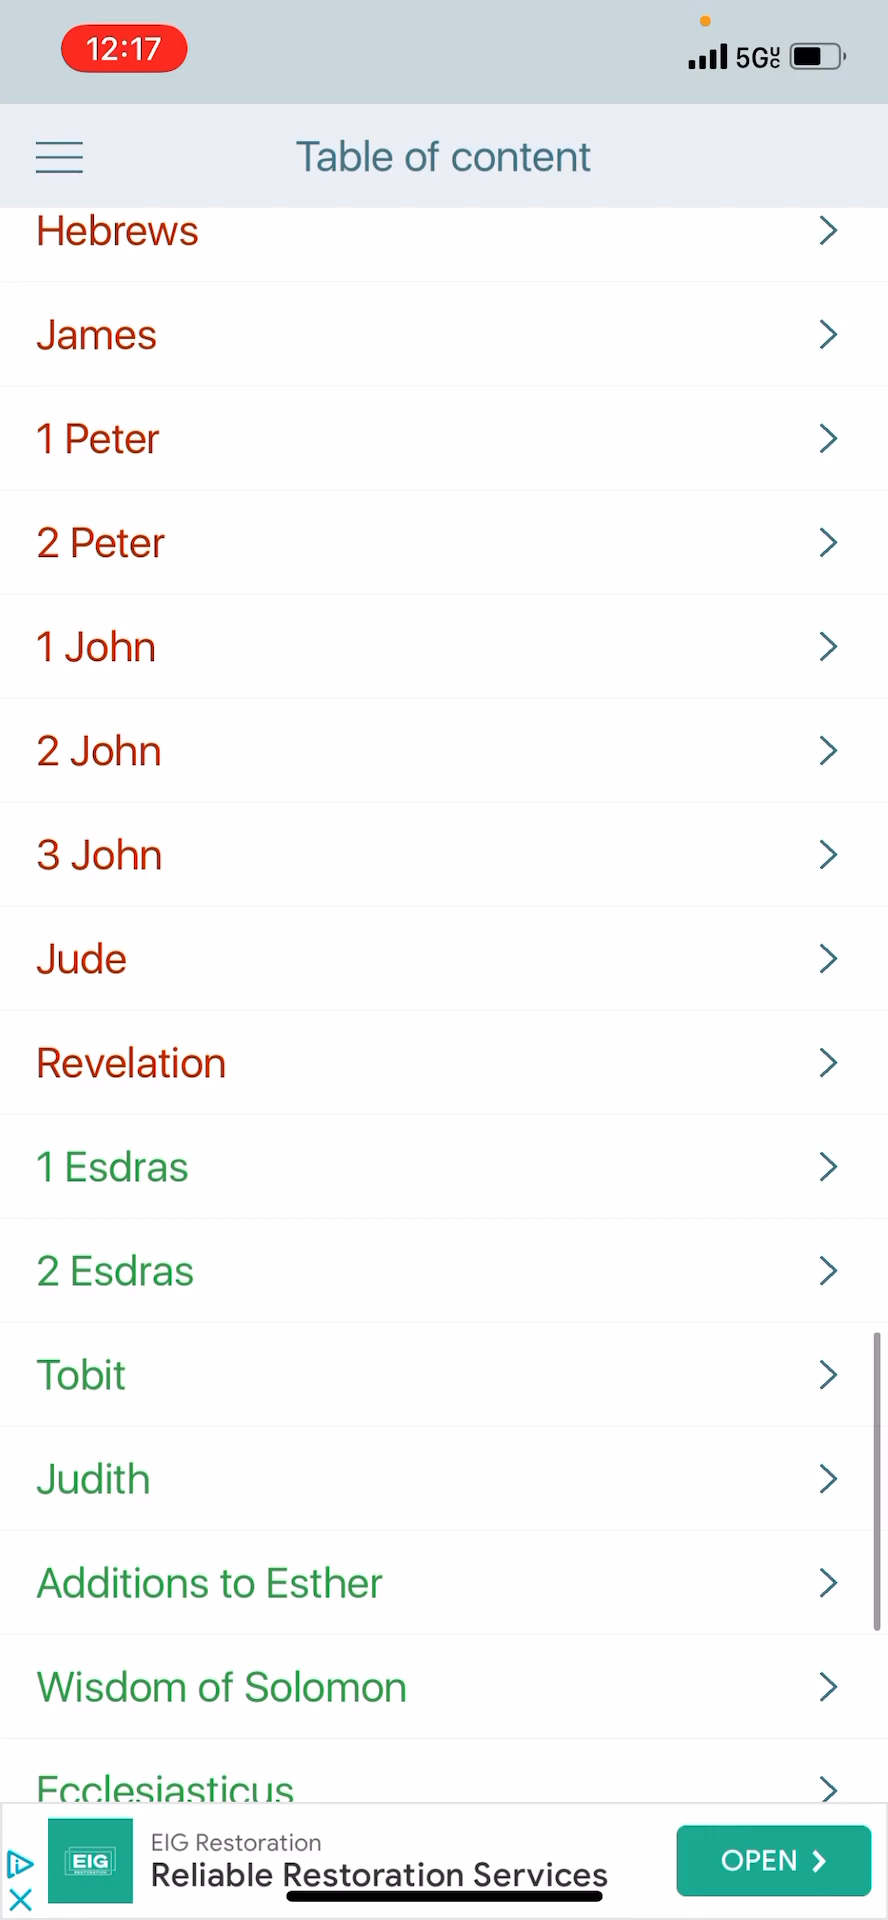 12:17
5GUC
Table of content
Hebrews
James
1 Peter
2 Peter
1 John
2 John
3 John
Jude
Revelation
1 Esdras
2 Esdras
Tobit
Judith
Additions to Esther
Wisdom of Solomon
Ecclesiasticus
EIG
EIG Restoration
Reliable Restoration Services
OPEN